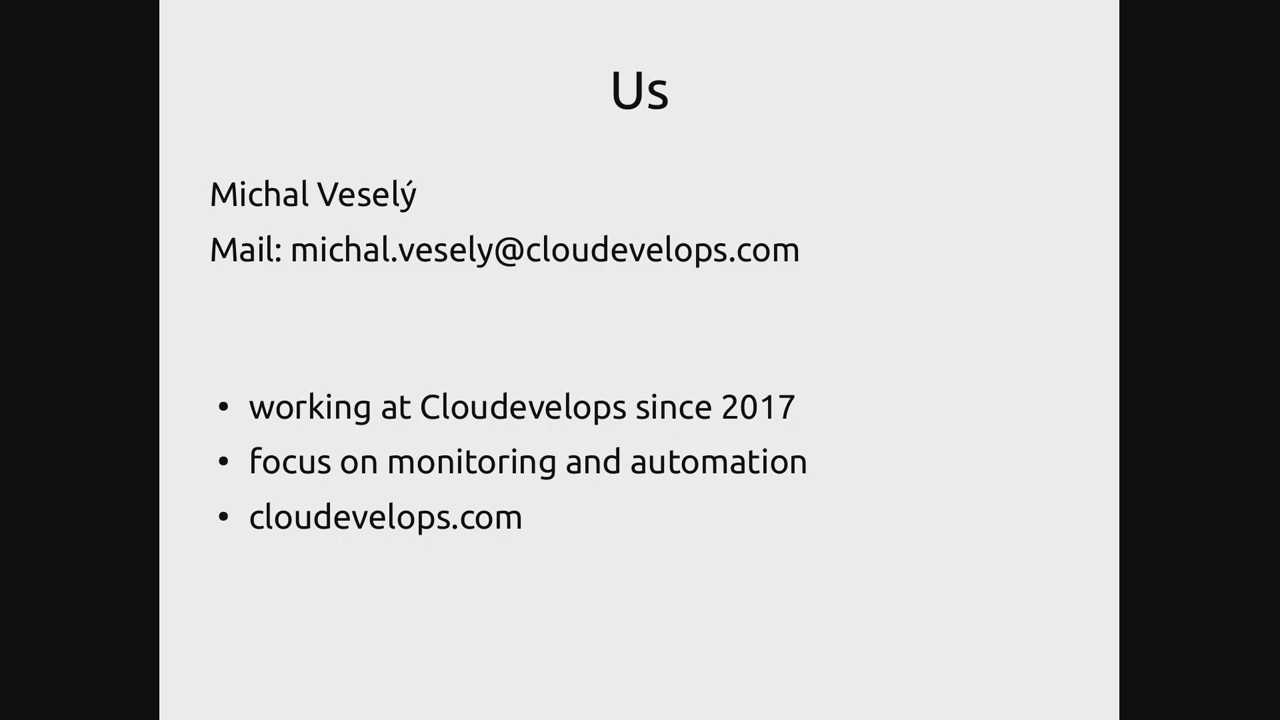 Us
Michal Veselý
Mail: michal.vesely@cloudevelops.com
• working at Cloudevelops since 2017
• focus on monitoring and automation
• cloudevelops.com